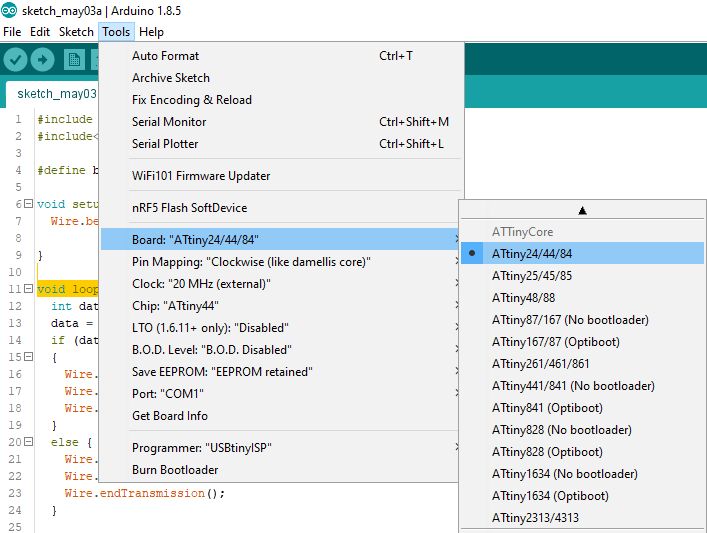 sketch_may03a | Arduino 1.8.5
File Edit Sketch Tools Help
sketch_may03
Auto Format Ctrl+T
Archive Sketch
Fix Encoding & Reload
Serial Monitor Ctrl+Shift+M
Serial Plotter Ctrl+Shift+L
WiFi101 Firmware Updater
nRF5 Flash SoftDevice
Board: "ATtiny24/44/84"
Pin Mapping: "Clockwise (like damellis core)"
Clock: "20 MHz (external)"
Chip: "ATtiny44"
LTO (1.6.11+ only): "Disabled"
B.O.D. Level: "B.O.D. Disabled"
Save EEPROM: "EEPROM retained"
Port: "COM1"
Get Board Info
Programmer: "USBtinyISP"
Burn Bootloader
ATTinyCore
ATtiny24/44/84
ATtiny25/45/85
ATtiny48/88
ATtiny87/167 (No bootloader)
ATtiny167/87 (Optiboot)
ATtiny261/461/861
ATtiny441/841 (No bootloader)
ATtiny841 (Optiboot)
ATtiny828 (No bootloader)
ATtiny828 (Optiboot)
ATtiny1634 (No bootloader)
ATtiny1634 (Optiboot)
ATtiny2313/4313
1 #include
2 #include<
3
4 #define b
5
6 void setu
7 Wire.be
8
9 }
10
11 void loop
12 int dat
13 data =
14 if (dat
15 {
16 Wire.
17 Wire.
18 Wire.
19 }
20 else {
21 Wire.
22 Wire.
23 Wire.endTransmission();
24 }
25